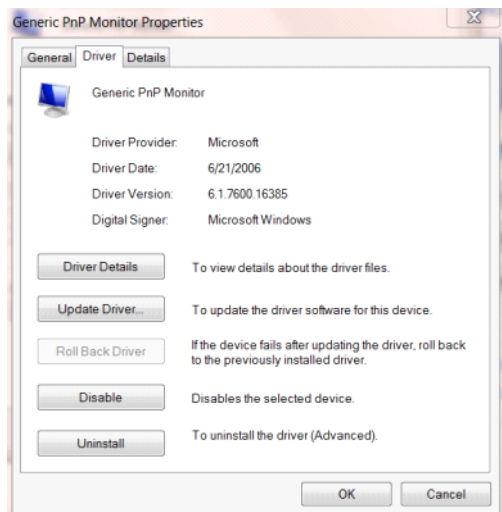 Generic PnP Monitor Properties
General Driver Details
Generic PnP Monitor
Driver Provider: Microsoft
Driver Date: 6/21/2006
Driver Version: 6.1.7600.16385
Digital Signer: Microsoft Windows
Driver Details To view details about the driver files.
Update Driver... To update the driver software for this device.
Roll Back Driver If the device fails after updating the driver, roll back
to the previously installed driver.
Disable Disables the selected device.
Uninstall To uninstall the driver (Advanced).
OK Cancel